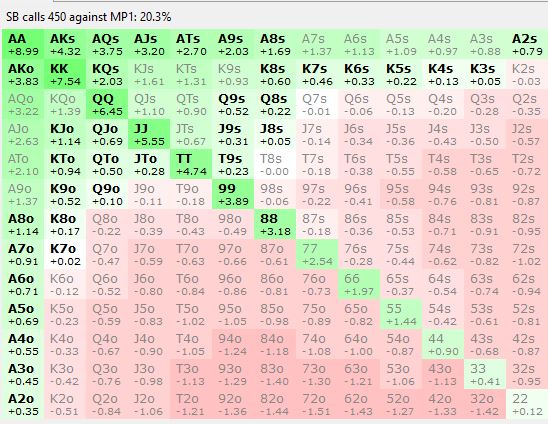 SB calls 450 against MP1: 20.3%
AA AKs AQs AJs ATs A9s A8s A7s A6s A5s A4s A3s A2s
+8.99 +4.32 +3.75 +3.20 +2.70 +2.03 +1.69 +1.37 +1.13 +1.09 +0.97 +0.88 +0.79
AKo KK KQs KJs KTs K9s K8s K7s K6s K5s K4s K3s K2s
+3.83 +7.54 +2.03 +1.61 +1.31 +0.93 +0.60 +0.46 +0.33 +0.22 +0.13 +0.05 -0.03
AQo KQo QQ QJs QTs Q9s Q8s Q7s Q6s Q5s Q4s Q3s Q2s
+3.22 +1.39 +6.45 +1.10 +0.90 +0.52 +0.22 -0.01 -0.06 -0.13 -0.20 -0.28 -0.35
AJo KJo QJo JJ JTs J9s J8s J7s J6s J5s J4s J3s J2s
+2.63 +1.14 +0.69 +5.55 +0.67 +0.31 +0.05 -0.14 -0.34 -0.36 -0.43 -0.50 -0.57
ATo KTo QTo JTo TT T9s T8s T7s T6s T5s T4s T3s T2s
+2.10 +0.94 +0.50 +0.28 +4.74 +0.23 -0.00 -0.18 -0.35 -0.55 -0.58 -0.65 -0.72
A9o K9o Q9o J9o T9o 99 98s 97s 96s 95s 94s 93s 92s
+1.37 +0.52 +0.10 -0.11 -0.18 +3.89 -0.06 -0.22 -0.41 -0.58 -0.76 -0.81 -0.87
A8o K8o Q8o J8o T8o 98o 88 87s 86s 85s 84s 83s 82s
+1.14 +0.17 -0.22 -0.39 -0.43 -0.49 +3.18 -0.18 -0.36 -0.53 -0.71 -0.91 -0.95
A7o K7o Q7o J7o T7o 97o 87o 77 76s 75s 74s 73s 72s
+0.91 +0.02 -0.47 -0.59 -0.63 -0.66 -0.61 +2.54 -0.28 -0.44 -0.62 -0.82 -1.02
A6o K6o Q6o J6o T6o 96o 86o 76o 66 65s 64s 63s 62s
+0.71 -0.12 -0.52 -0.80 -0.84 -0.86 -0.81 -0.73 +1.97 -0.37 -0.54 -0.74 -0.94
A5o K5o Q5o J5o T5o 95o 85o 75o 65o 55 54s 53s 52s
+0.69 -0.23 -0.59 -0.83 -1.02 -1.05 -0.98 -0.89 -0.82 +1.44 -0.42 -0.61 -0.81
A4o K4o Q4o J4o T4o 94o 84o 74o 64o 54o 44 43s 42s
+0.55 -0.33 -0.67 -0.90 -1.05 -1.24 -1.18 -1.08 -1.00 -0.87 +0.90 -0.68 -0.87
A3o K3o Q3o J3o T3o 93o 83o 73o 63o 53o 43o 33 32s
+0.45 -0.42 -0.76 -0.98 -1.13 -1.29 -1.40 -1.30 -1.21 -1.06 -1.13 +0.41 -0.95
A2o K2o Q2o J2o T2o 92o 82o 72o 62o 52o 42o 32o 22
+0.35 -0.51 -0.84 -1.06 -1.21 -1.36 -1.44 -1.51 -1.43 -1.27 -1.33 -1.42 +0.12